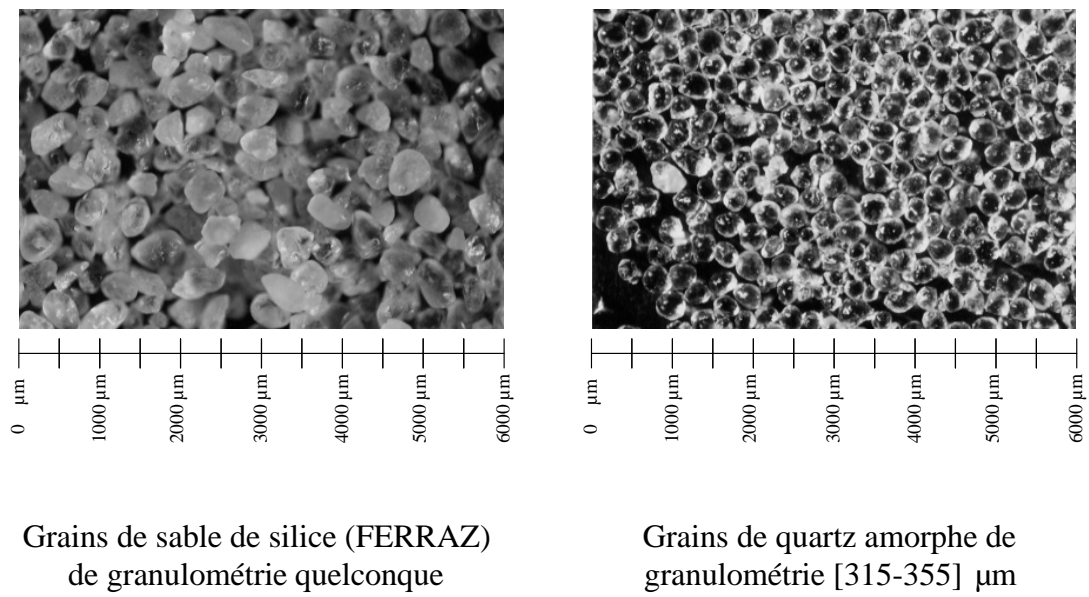 0 µm
1000 µm
2000 µm
3000 µm
4000 µm
5000 µm
6000 µm
0 µm
1000 µm
2000 µm
3000 µm
4000 µm
5000 µm
6000 µm
Grains de sable de silice (FERRAZ)
de granulométrie quelconque
Grains de quartz amorphe de
granulométrie [315-355] µm